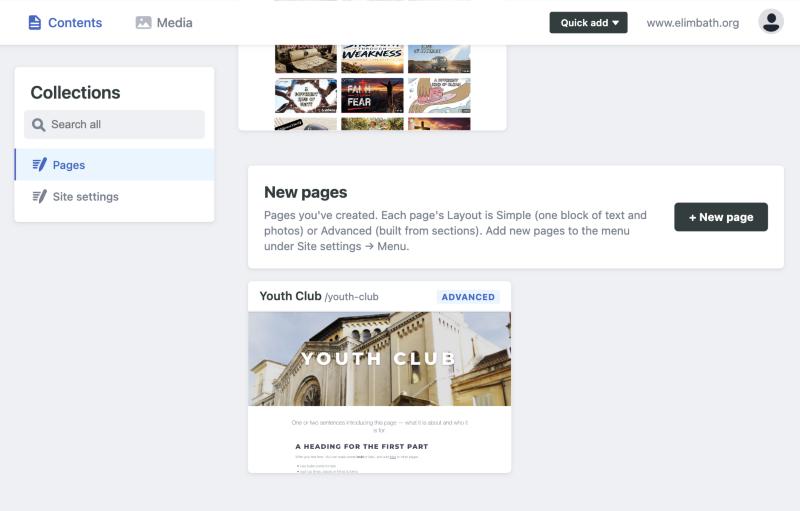 Contents
Media
Quick add
www.elimbath.org
Collections
Search all
Pages
Site settings
WEAKNESS
A DIFFERENT KIND OF
FAITH
FEAR
A DIFFERENT
New pages
Pages you've created. Each page's Layout is Simple (one block of text and
photos) or Advanced (built from sections). Add new pages to the menu
under Site settings → Menu.
+ New page
Youth Club /youth-club
ADVANCED
YOUTH CLUB
One or two sentences introducing this page — what it is about and who it
is for
A HEADING FOR THE FIRST PART